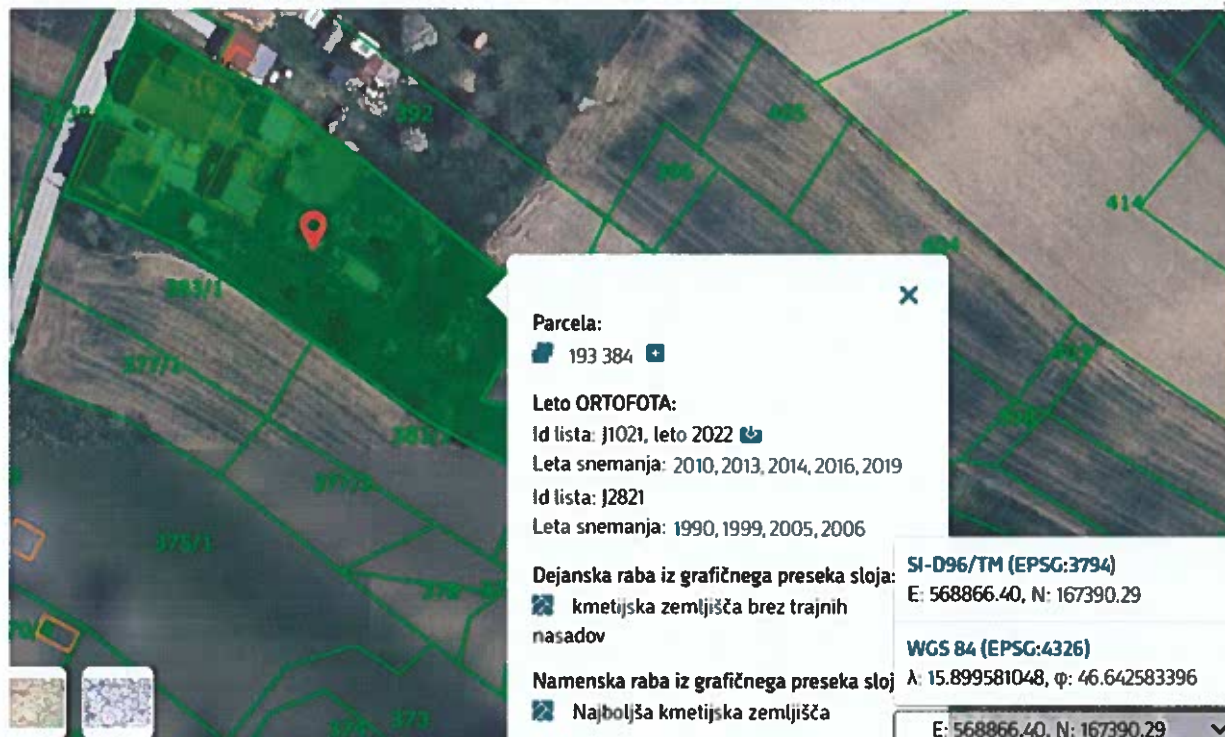 392
405
414
404
383/1
377/1
375/1
373
Parcela:
193 384
Leto ORTOFOTA:
Id lista: J1021, leto 2022
Leta snemanja: 2010, 2013, 2014, 2016, 2019
Id lista: J2821
Leta snemanja: 1990, 1999, 2005, 2006
Dejanska raba iz grafičnega preseka sloja:
kmetijska zemljišča brez trajnih
nasadov
Namenska raba iz grafičnega preseka sloj
Najboljša kmetijska zemljišča
SI-D96/TM (EPSG:3794)
E: 568866.40, N: 167390.29
WGS 84 (EPSG:4326)
λ: 15.899581048, φ: 46.642583396
E: 568866.40, N: 167390.29